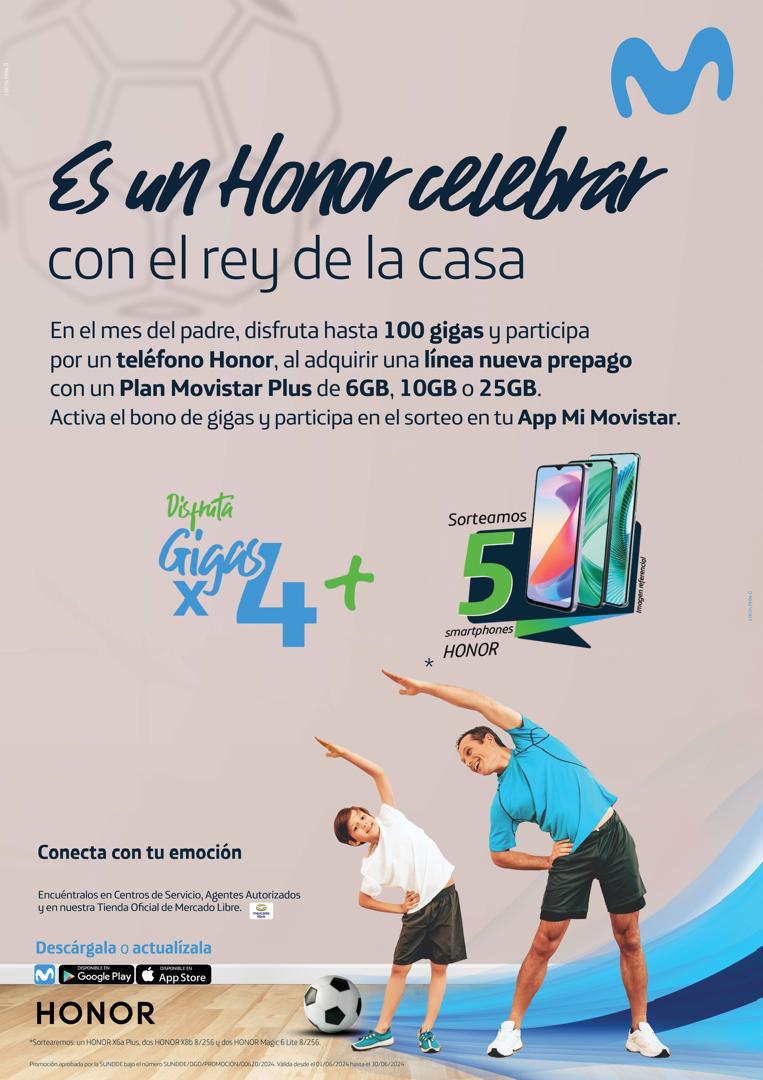 Es un Honor celebrar
con el rey de la casa
En el mes del padre, disfruta hasta 100 gigas y participa
por un teléfono Honor, al adquirir una línea nueva prepago
con un Plan Movistar Plus de 6GB, 10GB o 25GB.
Activa el bono de gigas y participa en el sorteo en tu App Mi Movistar.
Disfruta
Gigas
x4
+
Sorteamos
5
smartphones
HONOR
*
Imagen referencial
Conecta con tu emoción
Encuéntralos en Centros de Servicio, Agentes Autorizados
y en nuestra Tienda Oficial de Mercado Libre.
mercado
libre
Descárgala o actualízala
DISPONIBLE EN
Google Play
DISPONIBLE EN
App Store
HONOR
*Sortearemos: un HONOR X6a Plus, dos HONOR X8b 8/256 y dos HONOR Magic 6 Lite 8/256.
Promoción aprobada por la SUNDDE bajo el número SUNDDE/DGO/PROMOCIÓN/00620/2024. Válida desde el 01/06/2024 hasta el 30/06/2024